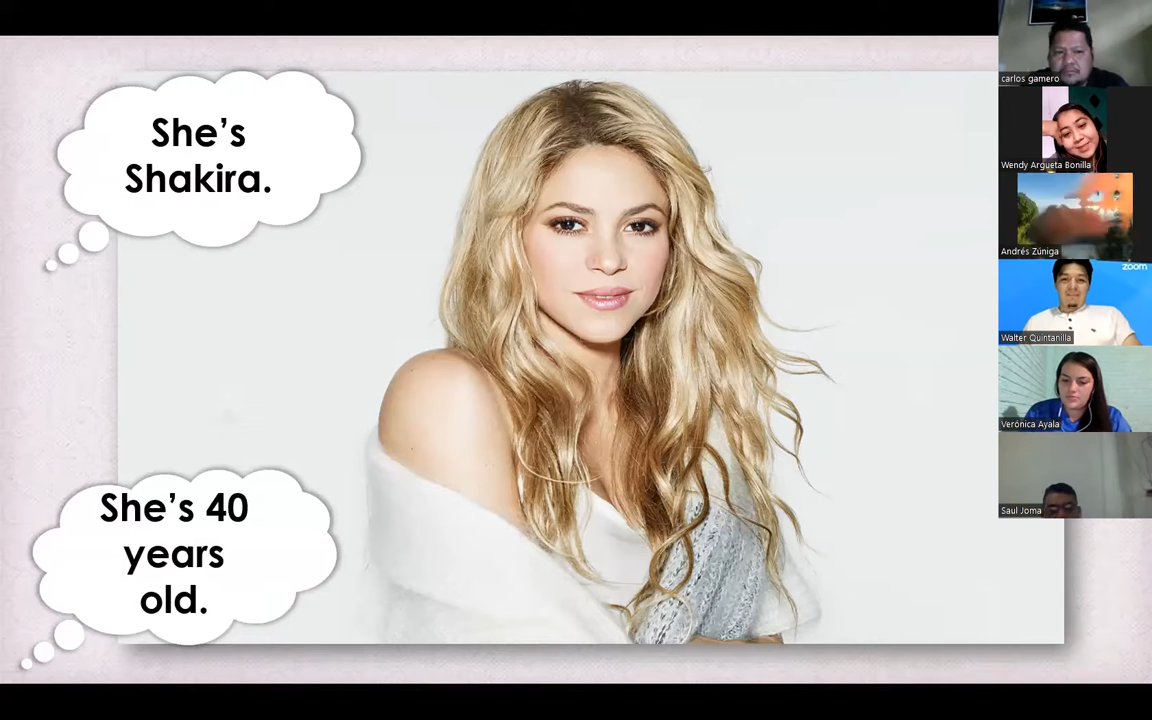 She's
Shakira.
She's 40
years
old.
carlos gamero
Wendy Argueta Bonilla
Andrés Zúniga
zoom
Walter Quintanilla
Verónica Ayala
Saul Joma